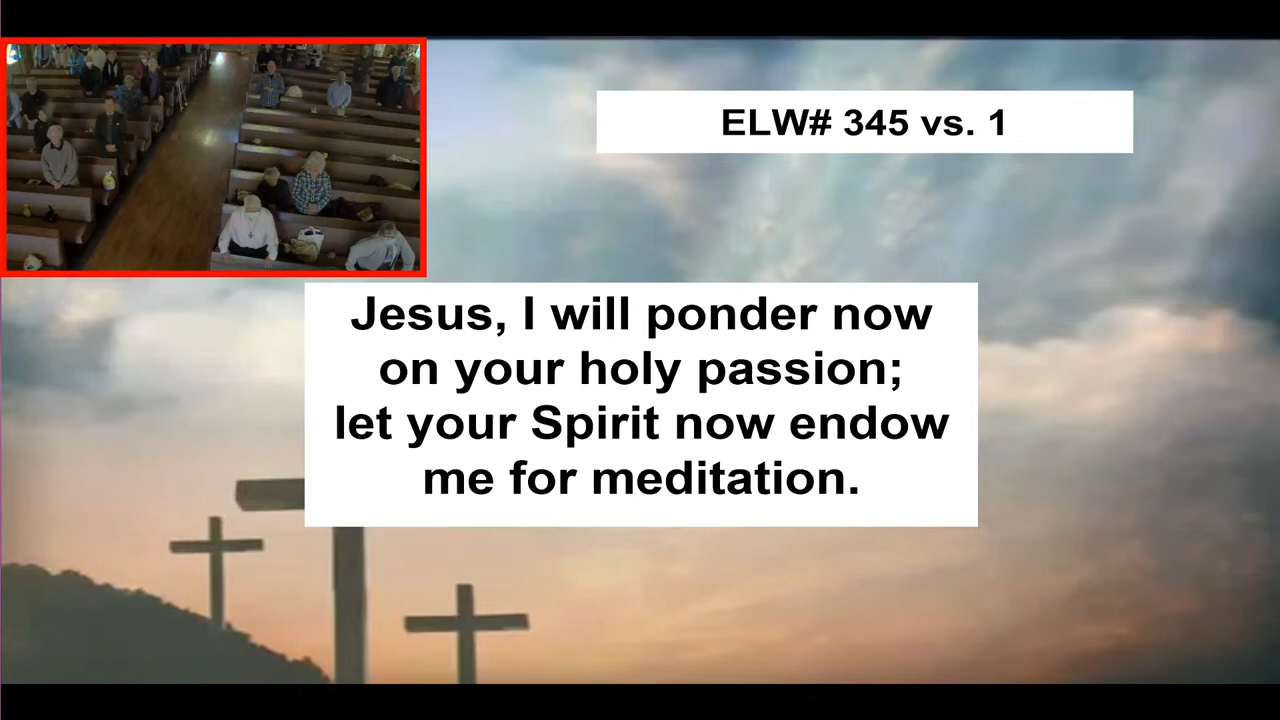 ELW# 345 vs. 1
Jesus, I will ponder now
on your holy passion;
let your Spirit now endow
me for meditation.